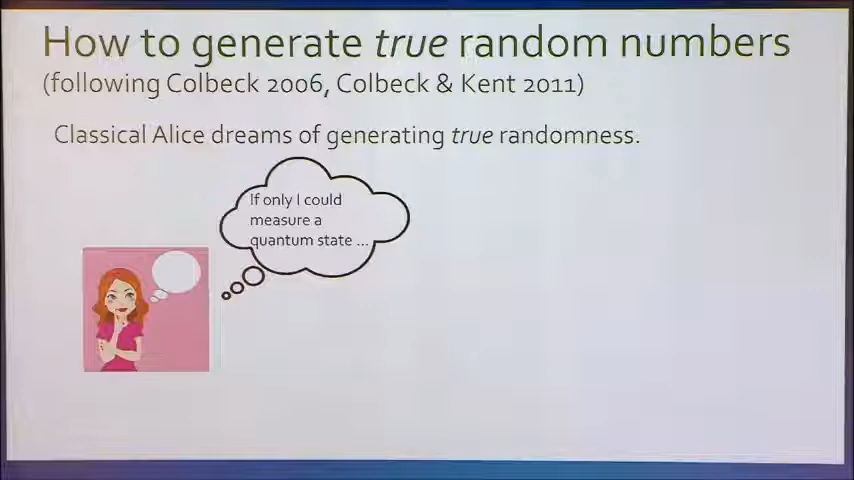 How to generate true random numbers
(following Colbeck 2006, Colbeck & Kent 2011)
Classical Alice dreams of generating true randomness.
If only I could
measure a
quantum state ...